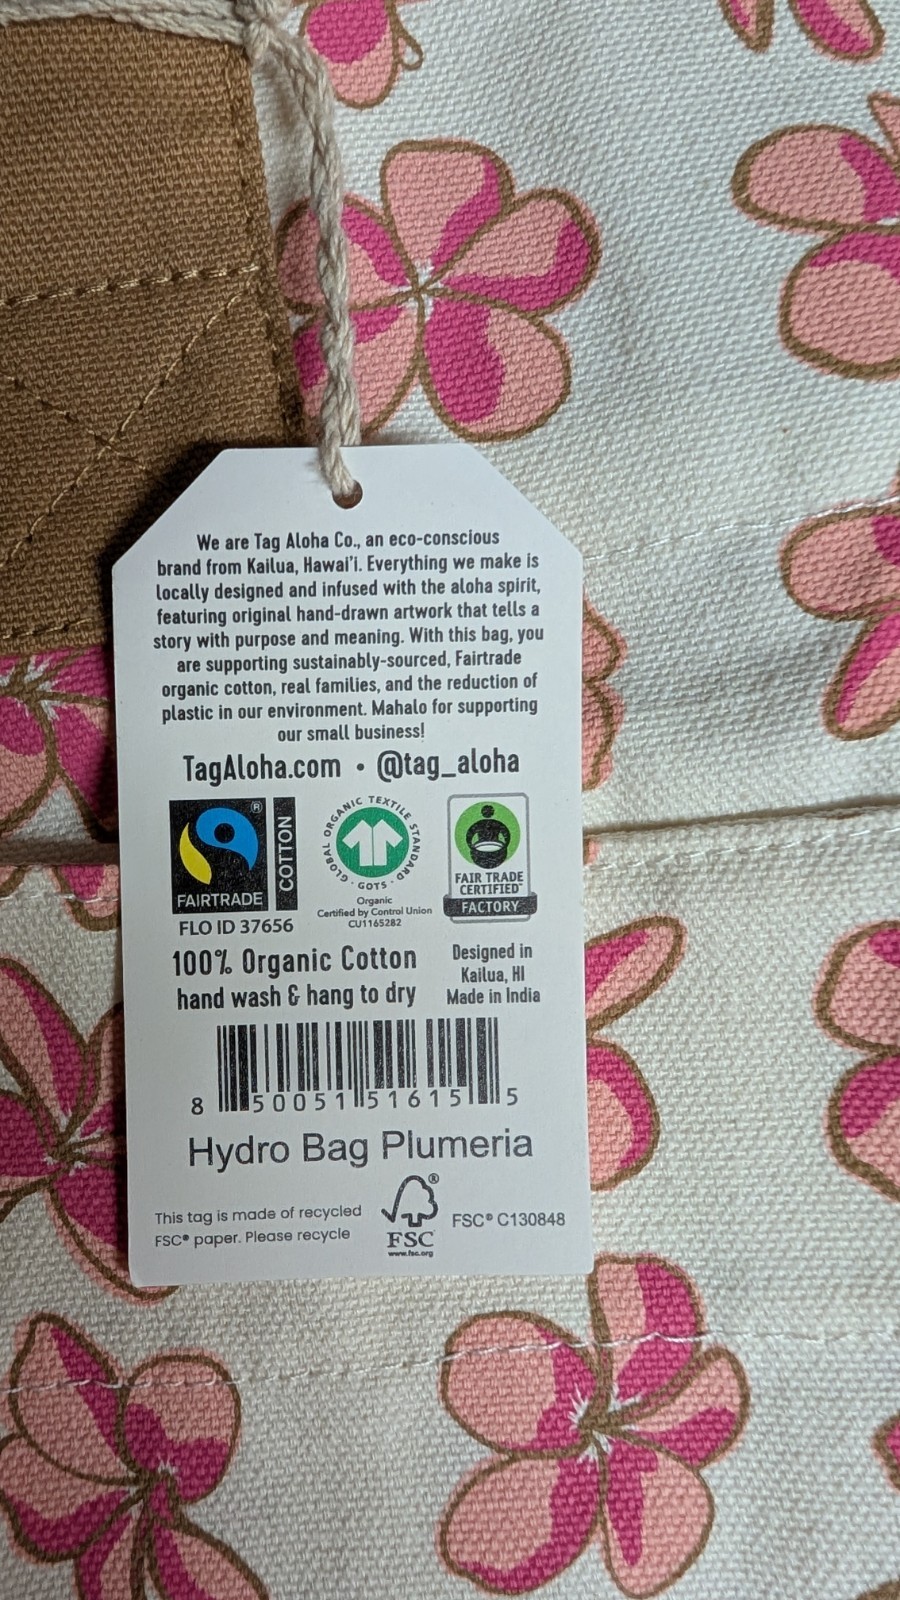 We are Tag Aloha Co., an eco-conscious
brand from Kailua, Hawai'i. Everything we make is
locally designed and infused with the aloha spirit,
featuring original hand-drawn artwork that tells a
story with purpose and meaning. With this bag, you
are supporting sustainably-sourced, Fairtrade
organic cotton, real families, and the reduction of
plastic in our environment. Mahalo for supporting
our small business!
TagAloha.com • @tag_aloha
®
FAIRTRADE
COTTON
FLO ID 37656
GLOBAL ORGANIC TEXTILE STANDARD
· GOTS ·
Organic
Certified by Control Union
CU1165282
FAIR TRADE
CERTIFIED™
FACTORY
100% Organic Cotton
hand wash & hang to dry
Designed in
Kailua, HI
Made in India
8 50051 51615 5
Hydro Bag Plumeria
This tag is made of recycled
FSC® paper. Please recycle
®
FSC
www.fsc.org
FSC® C130848